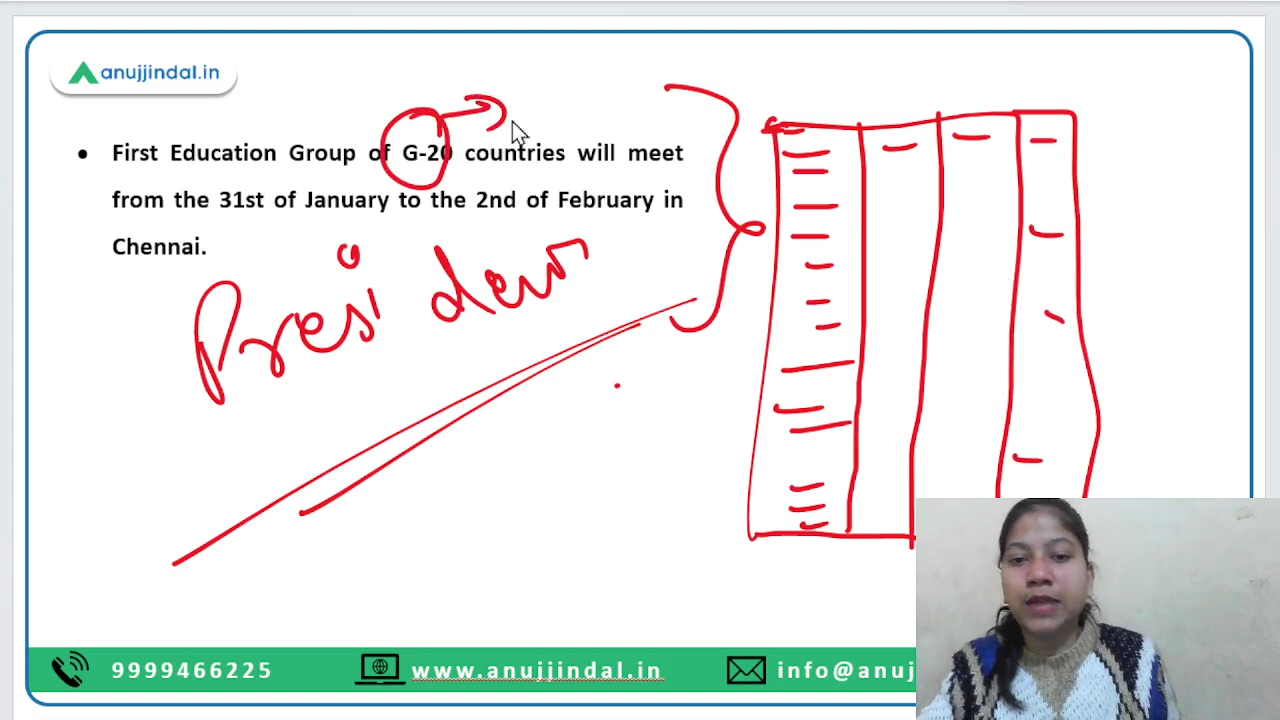 anujjindal.in
• First Education Group of G-20 countries will meet
from the 31st of January to the 2nd of February in
Chennai.
9999466225
www.anujjindal.in
info@anuj